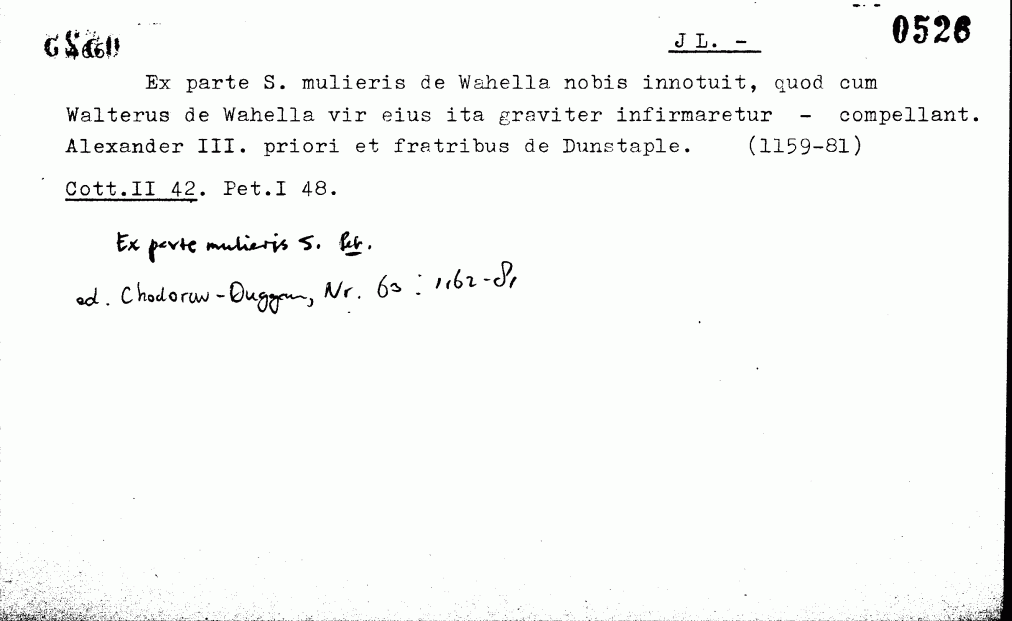 JL. - 0526
Ex parte S. mulieris de Wahella nobis innotuit, quod cum
Walterus de Wahella vir eius ita graviter infirmaretur - compellant.
Alexander III. priori et fratribus de Dunstaple. (1159-81)
Cott.II 42. Pet.I 48.
Ex parte mulieris S. Pet.
ed. Chodorow-Duggan, Nr. 63 : 1162-81